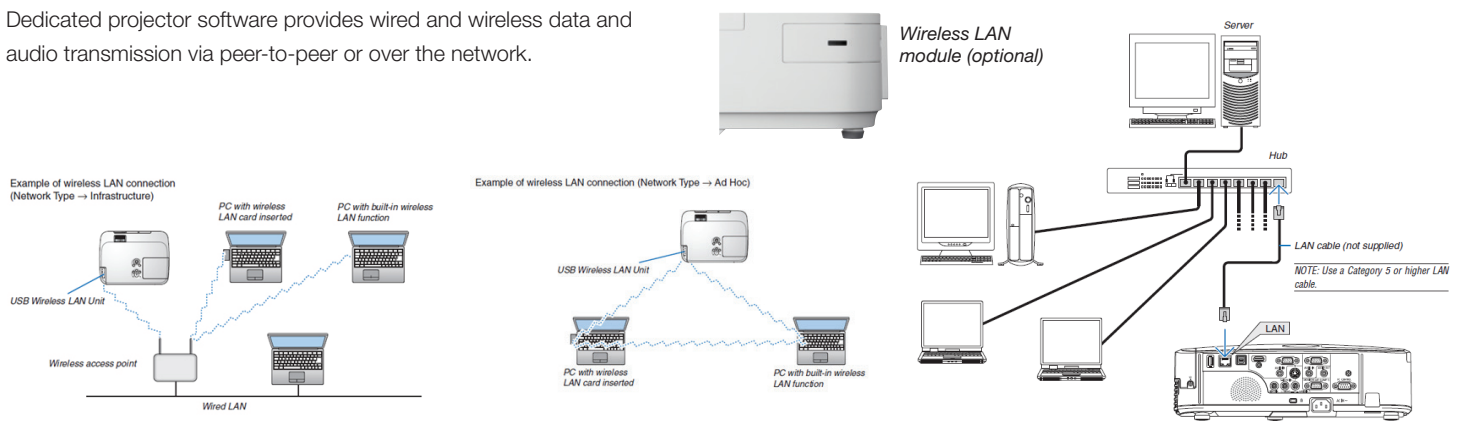 Dedicated projector software provides wired and wireless data and
audio transmission via peer-to-peer or over the network.
Wireless LAN
module (optional)
Server
Hub
LAN cable (not supplied)
NOTE: Use a Category 5 or higher LAN
cable.
LAN
Example of wireless LAN connection
(Network Type → Infrastructure)
PC with wireless
LAN card inserted
PC with built-in wireless
LAN function
USB Wireless LAN Unit
Wireless access point
Wired LAN
Example of wireless LAN connection (Network Type → Ad Hoc)
USB Wireless LAN Unit
PC with wireless
LAN card inserted
PC with built-in wireless
LAN function